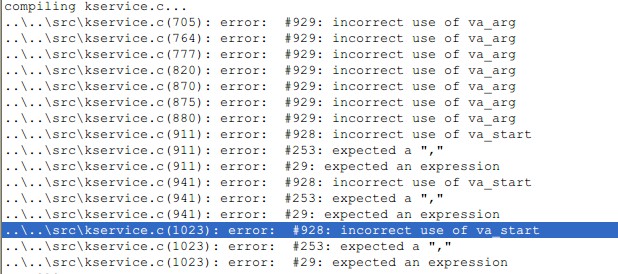 compiling kservice.c...
..\..\src\kservice.c(705): error:  #929: incorrect use of va_arg
..\..\src\kservice.c(764): error:  #929: incorrect use of va_arg
..\..\src\kservice.c(777): error:  #929: incorrect use of va_arg
..\..\src\kservice.c(820): error:  #929: incorrect use of va_arg
..\..\src\kservice.c(870): error:  #929: incorrect use of va_arg
..\..\src\kservice.c(875): error:  #929: incorrect use of va_arg
..\..\src\kservice.c(880): error:  #929: incorrect use of va_arg
..\..\src\kservice.c(911): error:  #928: incorrect use of va_start
..\..\src\kservice.c(911): error:  #253: expected a ","
..\..\src\kservice.c(911): error:  #29: expected an expression
..\..\src\kservice.c(941): error:  #928: incorrect use of va_start
..\..\src\kservice.c(941): error:  #253: expected a ","
..\..\src\kservice.c(941): error:  #29: expected an expression
..\..\src\kservice.c(1023): error:  #928: incorrect use of va_start
..\..\src\kservice.c(1023): error:  #253: expected a ","
..\..\src\kservice.c(1023): error:  #29: expected an expression